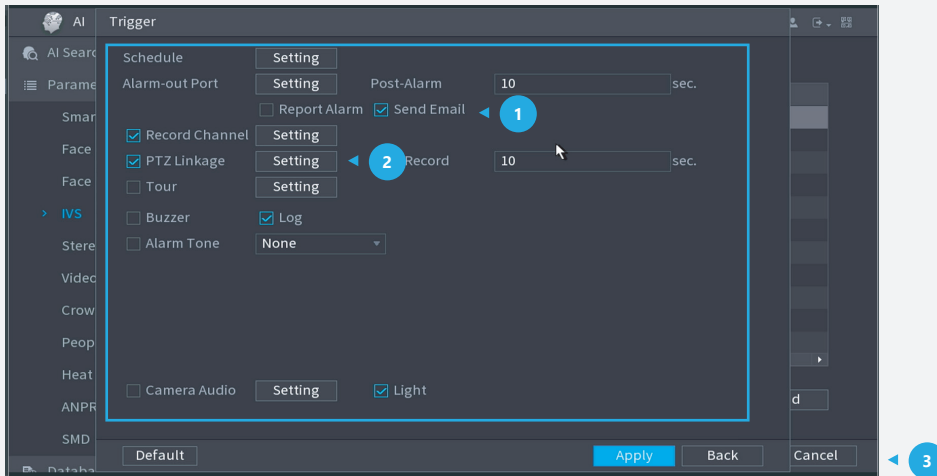 AI Trigger
AI Searc
Schedule Setting
Parame
Alarm-out Port Setting Post-Alarm 10 sec.
Smar
Report Alarm Send Email 1
Record Channel Setting
Face
PTZ Linkage Setting 2 Record 10 sec.
Face
Tour Setting
IVS
Buzzer Log
Stere
Alarm Tone None
Video
Crow
Peop
Heat
Camera Audio Setting Light
ANPR
d
SMD
Default Apply Back Cancel
Databa
3